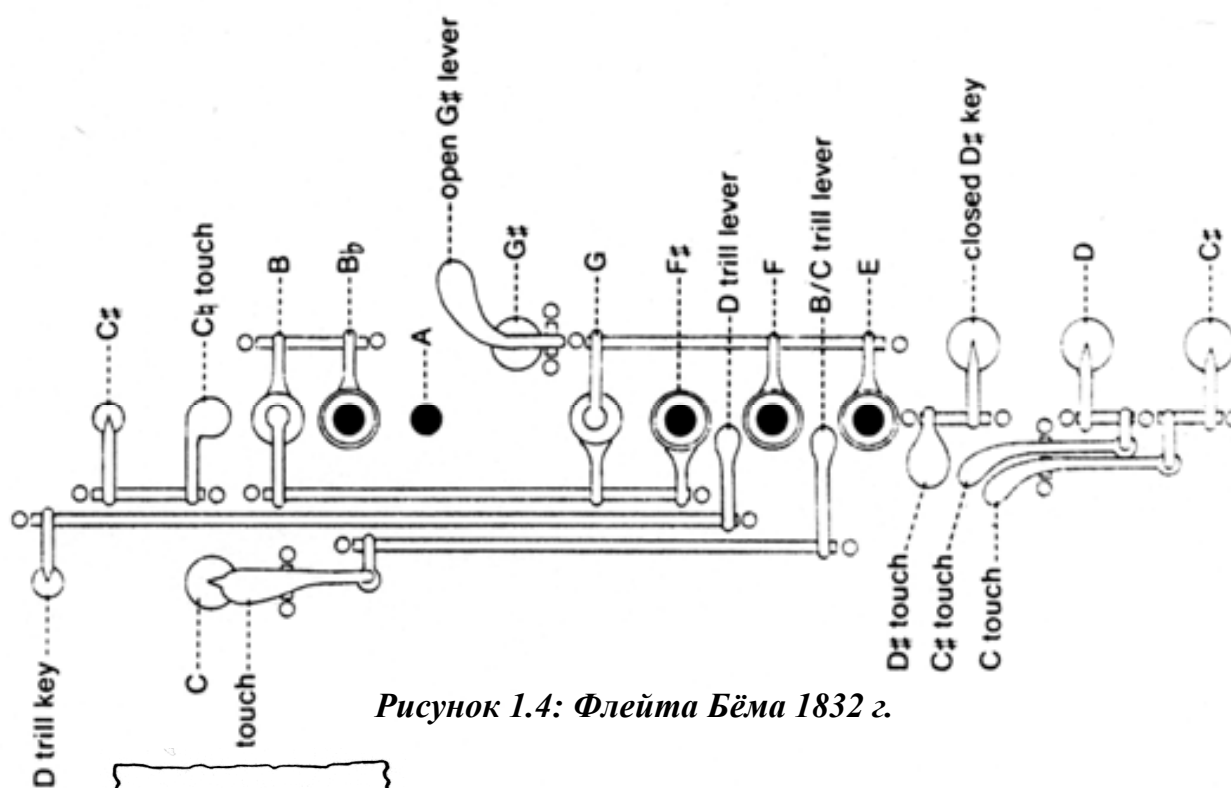 C♯
C♮ touch
B
B♭
A
open G♯ lever
G♯
G
F♯
D trill lever
F
B/C trill lever
E
closed D♯ key
D
C♯
D trill key
C
touch
D♯ touch
C♯ touch
C touch
Рисунок 1.4: Флейта Бёма 1832 г.